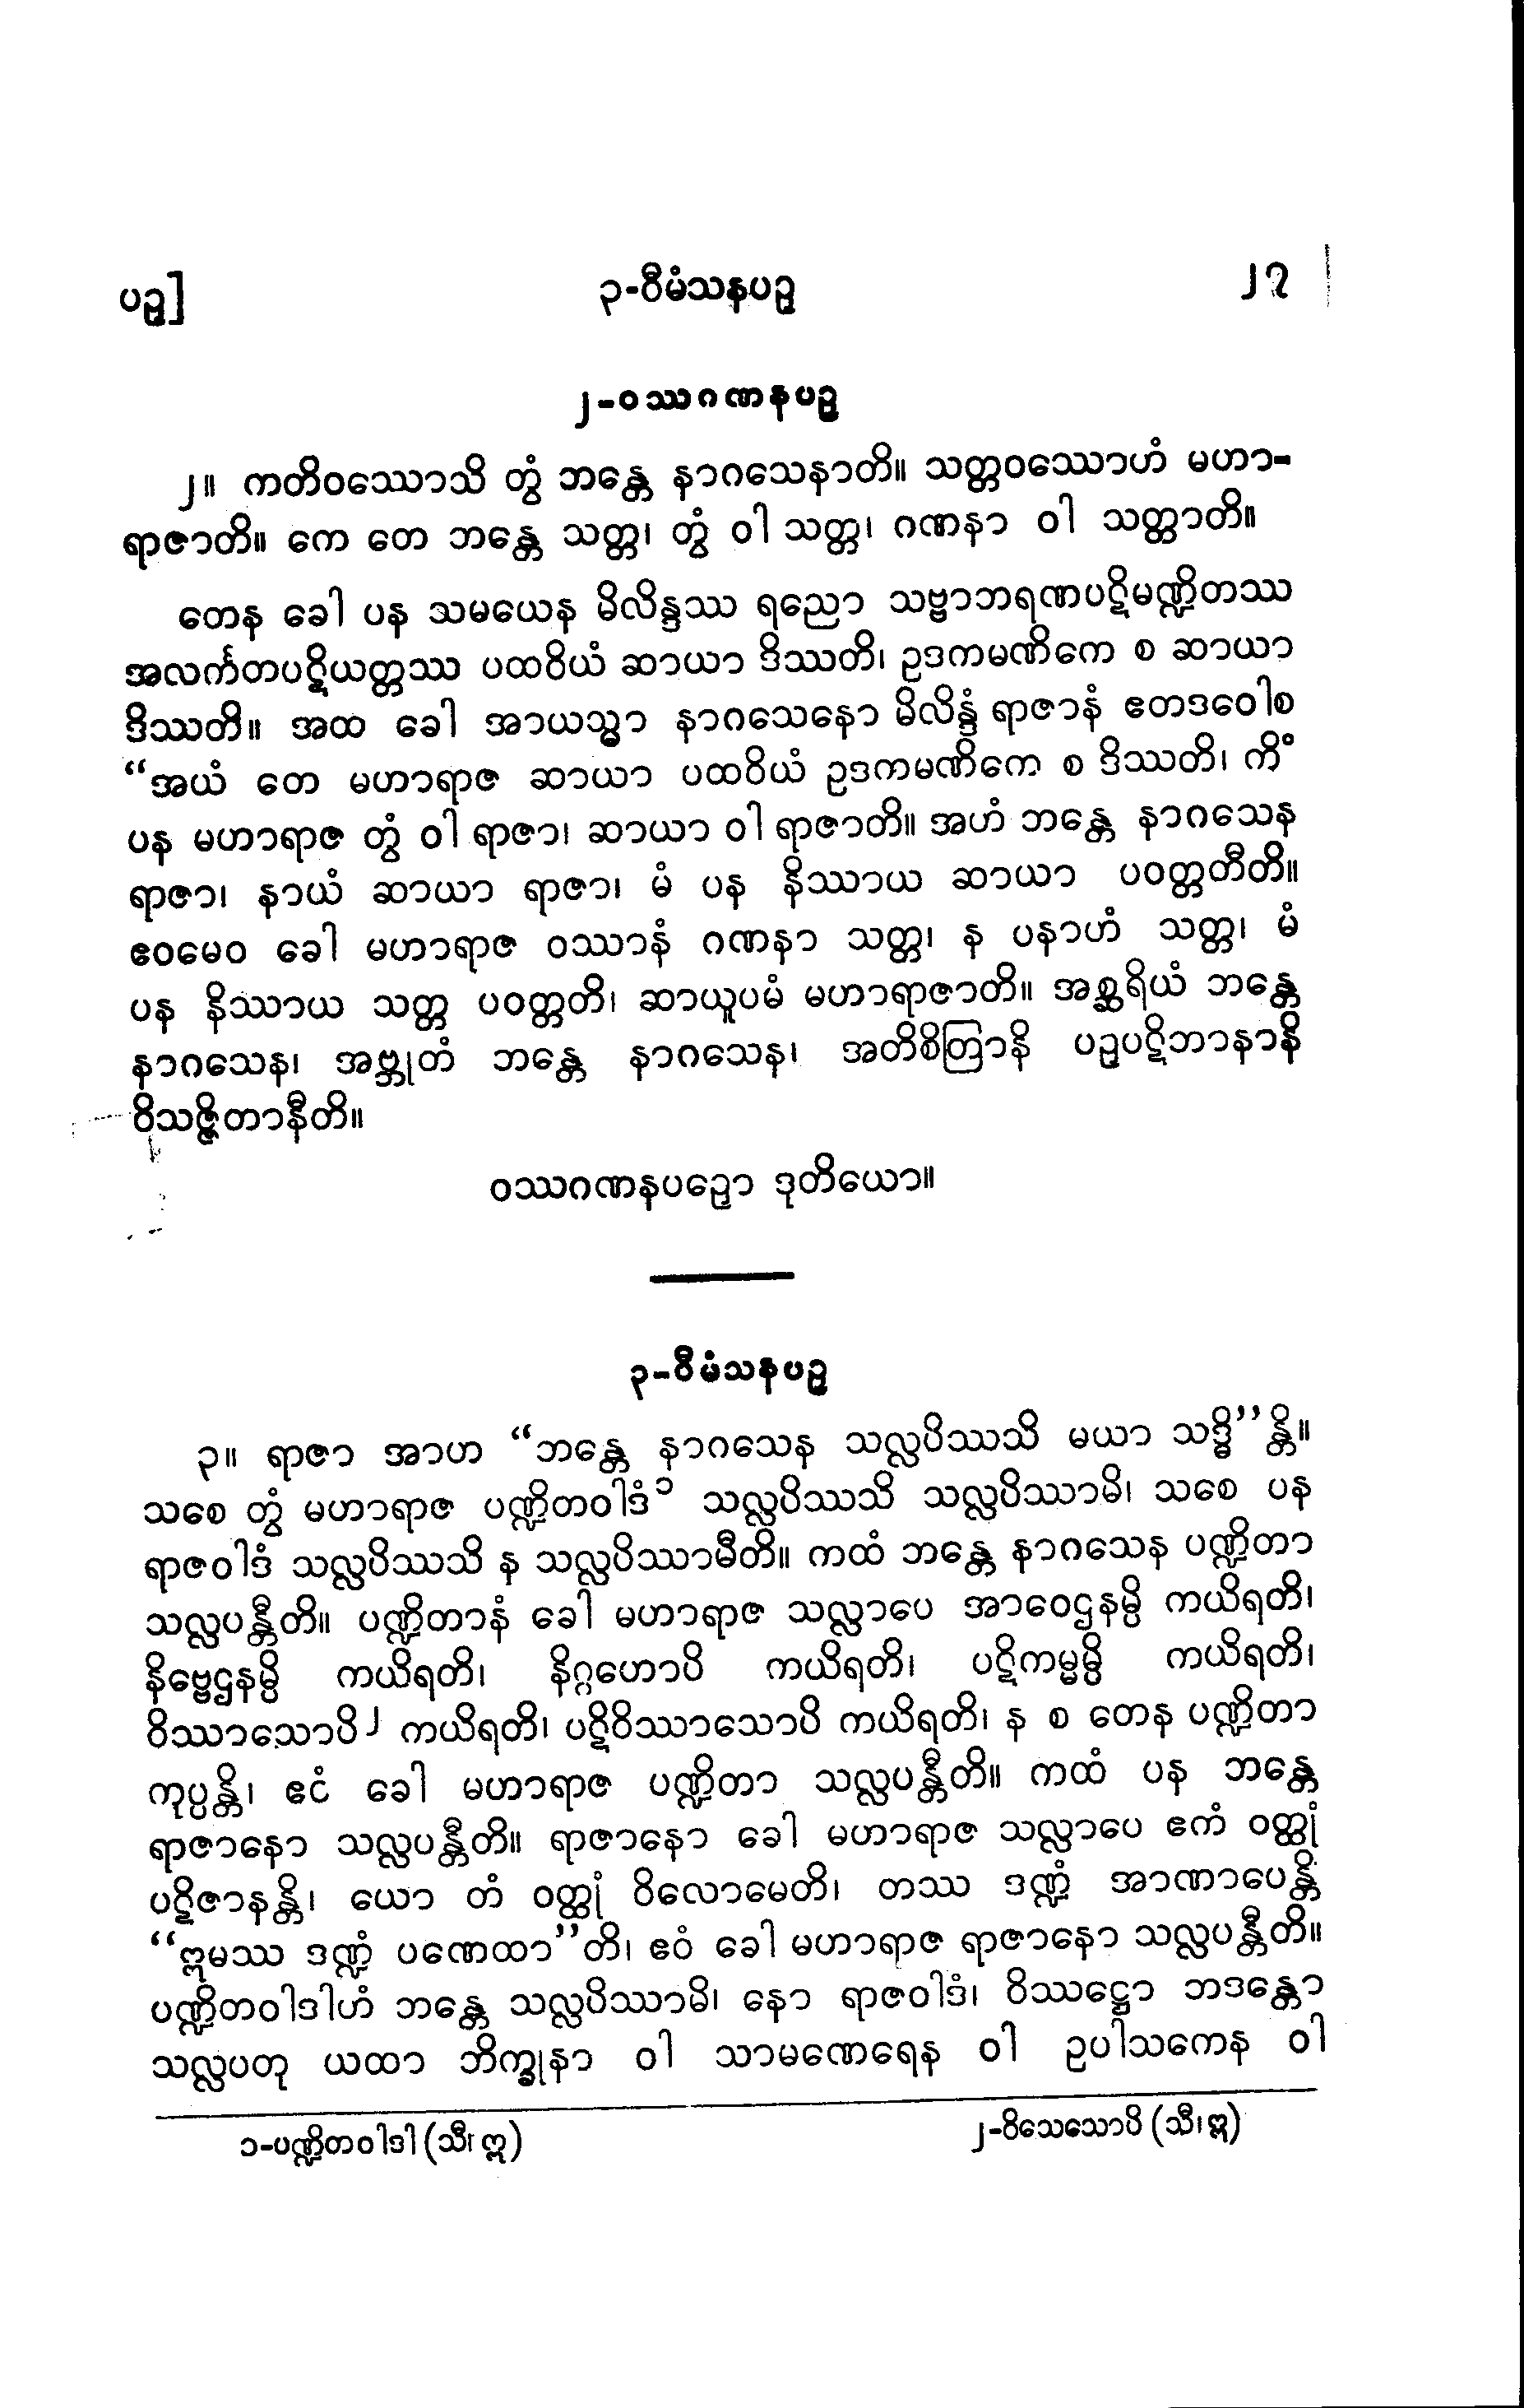 ပဥှ] ၃-ဝီမံသနပဥှ ၂၇
၂-ဝဿဂဏနပဥှ
၂။ ကတိဝဿောသိ တွံ ဘန္တေ နာဂသေနာတိ။ သတ္တဝဿောဟံ မဟာ-
ရာဇာတိ။ ကေ တေ ဘန္တေ သတ္တ၊ တွံ ဝါ သတ္တ၊ ဂဏနာ ဝါ သတ္တာတိ။
တေန ခေါ ပန သမယေန မိလိန္ဒဿ ရညော သဗ္ဗာဘရဏပဋိမဏ္ဍိတဿ
အလင်္ကတပဋိယတ္တဿ ပထဝိယံ ဆာယာ ဒိဿတိ၊ ဥဒကမဏိကေ စ ဆာယာ
ဒိဿတိ။ အထ ခေါ အာယသ္မာ နာဂသေနော မိလိန္ဒံ ရာဇာနံ ဧတဒဝေါစ
“အယံ တေ မဟာရာဇ ဆာယာ ပထဝိယံ ဥဒကမဏိကေ စ ဒိဿတိ၊ ကိံ
ပန မဟာရာဇ တွံ ဝါ ရာဇာ၊ ဆာယာ ဝါ ရာဇာတိ။ အဟံ ဘန္တေ နာဂသေန
ရာဇာ၊ နာယံ ဆာယာ ရာဇာ၊ မံ ပန နိဿာယ ဆာယာ ပဝတ္တတီတိ။
ဧဝမေဝ ခေါ မဟာရာဇ ဝဿာနံ ဂဏနာ သတ္တ၊ န ပနာဟံ သတ္တ၊ မံ
ပန နိဿာယ သတ္တ ပဝတ္တတိ၊ ဆာယူပမံ မဟာရာဇာတိ။ အစ္ဆရိယံ ဘန္တေ
နာဂသေန၊ အဗ္ဘုတံ ဘန္တေ နာဂသေန၊ အတိစိတြာနိ ပဥှပဋိဘာနာနိ
ဝိသဇ္ဇိတာနီတိ။
ဝဿဂဏနပဥှော ဒုတိယော။
၃-ဝီမံသနပဥှ
၃။ ရာဇာ အာဟ “ဘန္တေ နာဂသေန သလ္လပိဿသိ မယာ သဒ္ဓိ”န္တိ။
သစေ တွံ မဟာရာဇ ပဏ္ဍိတဝါဒံ ၁ သလ္လပိဿသိ သလ္လပိဿာမိ၊ သစေ ပန
ရာဇဝါဒံ သလ္လပိဿသိ န သလ္လပိဿာမီတိ။ ကထံ ဘန္တေ နာဂသေန ပဏ္ဍိတာ
သလ္လပန္တီတိ။ ပဏ္ဍိတာနံ ခေါ မဟာရာဇ သလ္လာပေ အာဝေဌနမ္ပိ ကယိရတိ၊
နိဗ္ဗေဌနမ္ပိ ကယိရတိ၊ နိဂ္ဂဟောပိ ကယိရတိ၊ ပဋိကမ္မမ္ပိ ကယိရတိ၊
ဝိဿာသောပိ ၂ ကယိရတိ၊ ပဋိဝိဿာသောပိ ကယိရတိ၊ န စ တေန ပဏ္ဍိတာ
ကုပ္ပန္တိ၊ ဧဝံ ခေါ မဟာရာဇ ပဏ္ဍိတာ သလ္လပန္တီတိ။ ကထံ ပန ဘန္တေ
ရာဇာနော သလ္လပန္တီတိ။ ရာဇာနော ခေါ မဟာရာဇ သလ္လာပေ ဧကံ ဝတ္ထုံ
ပဋိဇာနန္တိ၊ ယော တံ ဝတ္ထုံ ဝိလောမေတိ၊ တဿ ဒဏ္ဍံ အာဏာပေန္တိ
“ဣမဿ ဒဏ္ဍံ ပဏေထာ”တိ၊ ဧဝံ ခေါ မဟာရာဇ ရာဇာနော သလ္လပန္တီတိ။
ပဏ္ဍိတဝါဒါဟံ ဘန္တေ သလ္လပိဿာမိ၊ နော ရာဇဝါဒံ၊ ဝိဿဋ္ဌော ဘဒန္တော
သလ္လပတု ယထာ ဘိက္ခုနာ ဝါ သာမဏေရေန ဝါ ဥပါသကေန ဝါ
၁-ပဏ္ဍိတဝါဒါ (သီ၊ ဣ) ၂-ဝိသေသောပိ (သီ၊ ဣ)